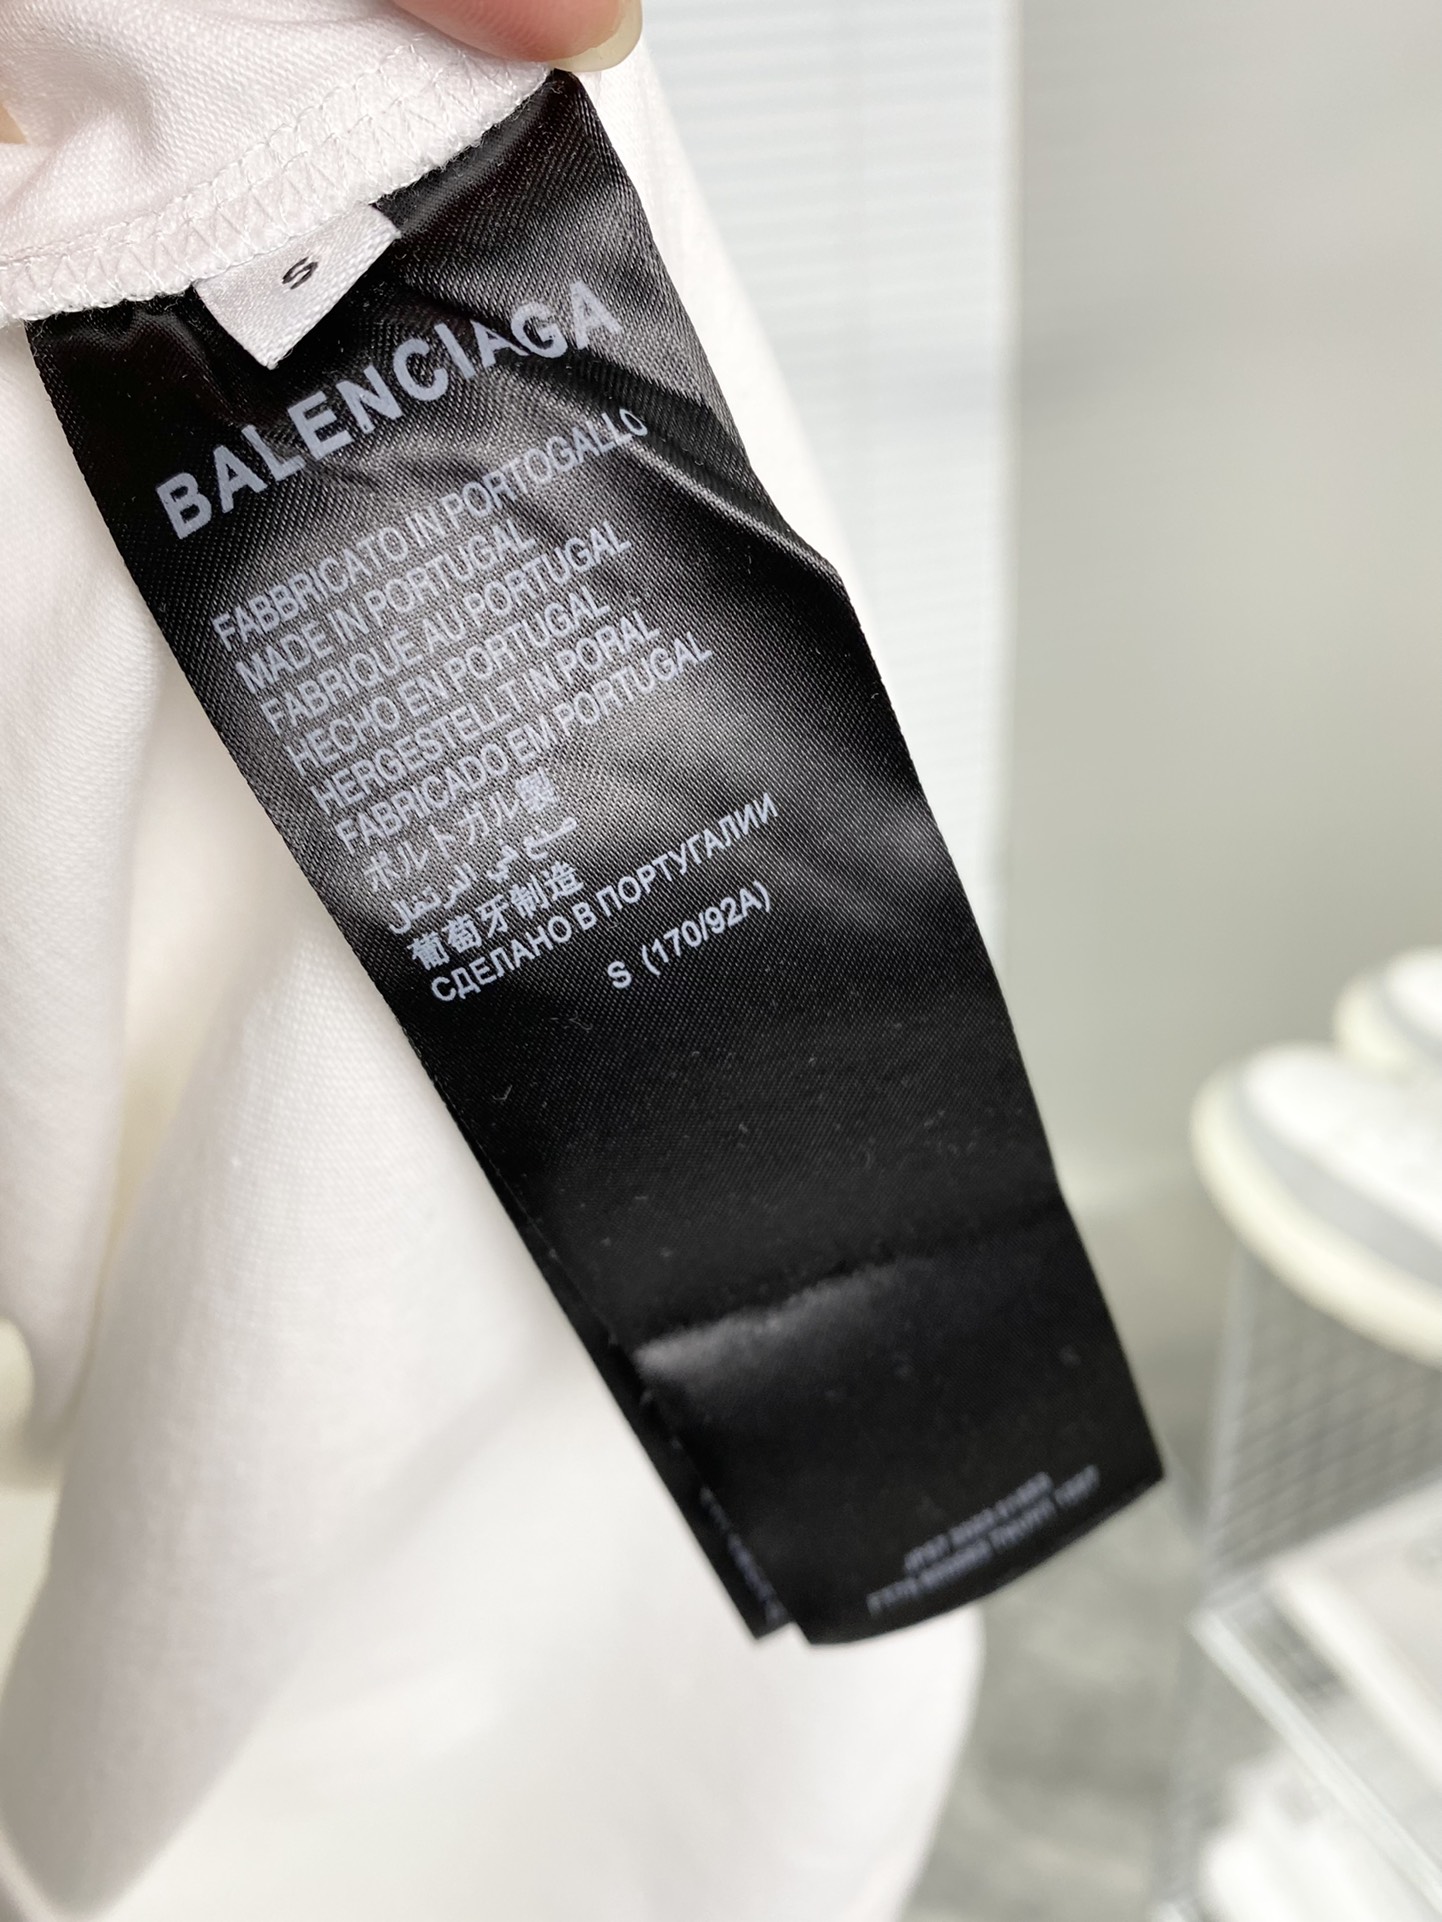 S
BALENCIAGA
FABBRICATO IN PORTOGALLO
MADE IN PORTUGAL
FABRIQUE AU PORTUGAL
HECHO EN PORTUGAL
HERGESTELLT IN PORAL
FABRICADO EM PORTUGAL
ポルトガル製
葡萄牙制造
СДЕЛАНО В ПОРТУГАЛИИ
S (170/92A)